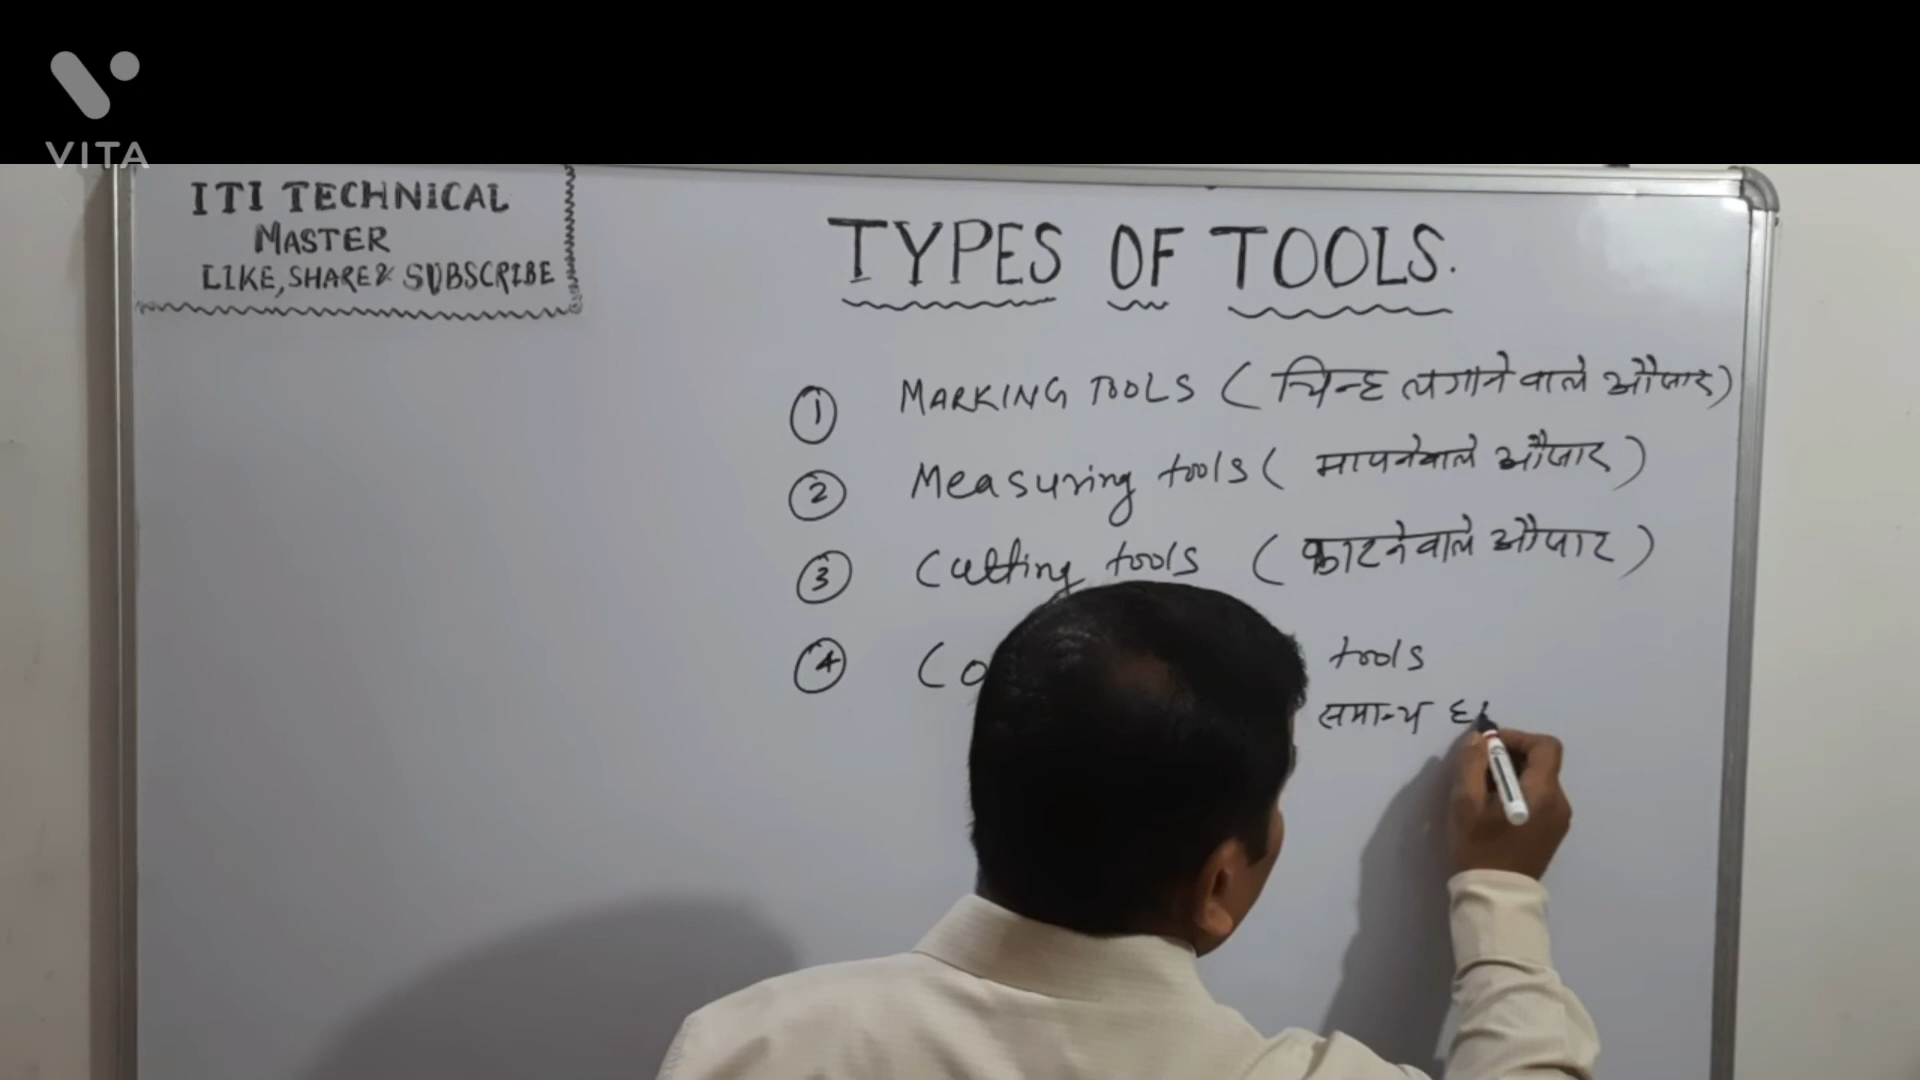 VITA
ITI TECHNICAL
MASTER
LIKE, SHARE & SUBSCRIBE
TYPES OF TOOLS.
① MARKING TOOLS ( चिन्ह लगाने वाले औजार)
② Measuring tools ( मापनेवाले औजार )
③ Cutting tools ( काटनेवाले औजार )
④ tools
समान्य